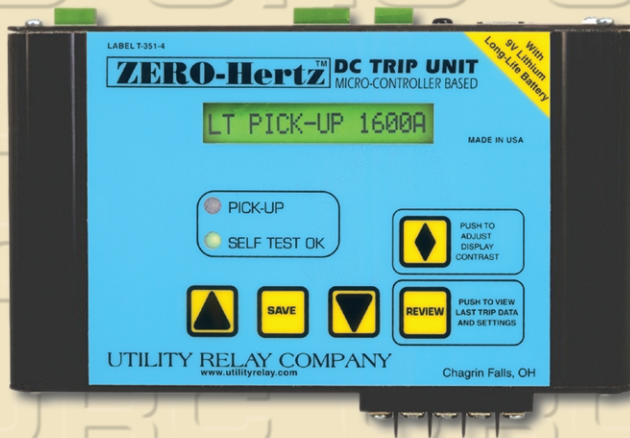 LABEL T-351-4
ZERO-Hertz™ DC TRIP UNIT
MICRO-CONTROLLER BASED
With
9V Lithium
Long-Life Battery
LT PICK-UP 1600A
MADE IN USA
PICK-UP
SELF TEST OK
PUSH TO
ADJUST
DISPLAY
CONTRAST
SAVE
REVIEW
PUSH TO VIEW
LAST TRIP DATA
AND SETTINGS
UTILITY RELAY COMPANY
www.utilityrelay.com
Chagrin Falls, OH